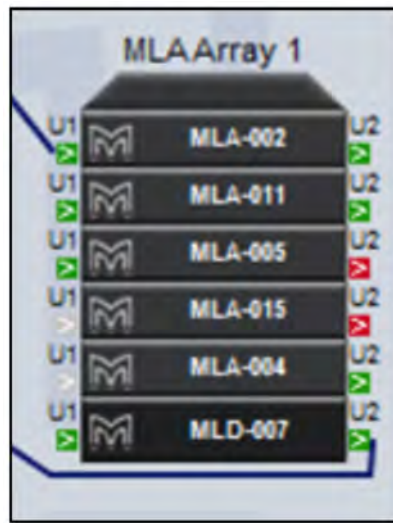 MLA Array 1
U1 MLA-002 U2
> >
U1 MLA-011 U2
> >
U1 MLA-005 U2
> >
U1 MLA-015 U2
> >
U1 MLA-004 U2
> >
U1 MLD-007 U2
> >